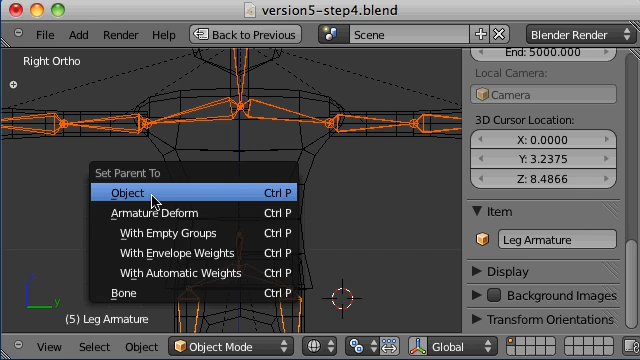 version5-step4.blend
File Add Render Help Back to Previous Scene Blender Render
Right Ortho
End: 5000.000
Local Camera:
Camera
3D Cursor Location:
X: 0.0000
Y: 3.2375
Z: 8.4866
Set Parent To
Object Ctrl P
Armature Deform Ctrl P
With Empty Groups Ctrl P
With Envelope Weights Ctrl P
With Automatic Weights Ctrl P
Bone Ctrl P
Item
Leg Armature
Display
Background Images
Transform Orientations
z
y
(5) Leg Armature
View Select Object Object Mode Global